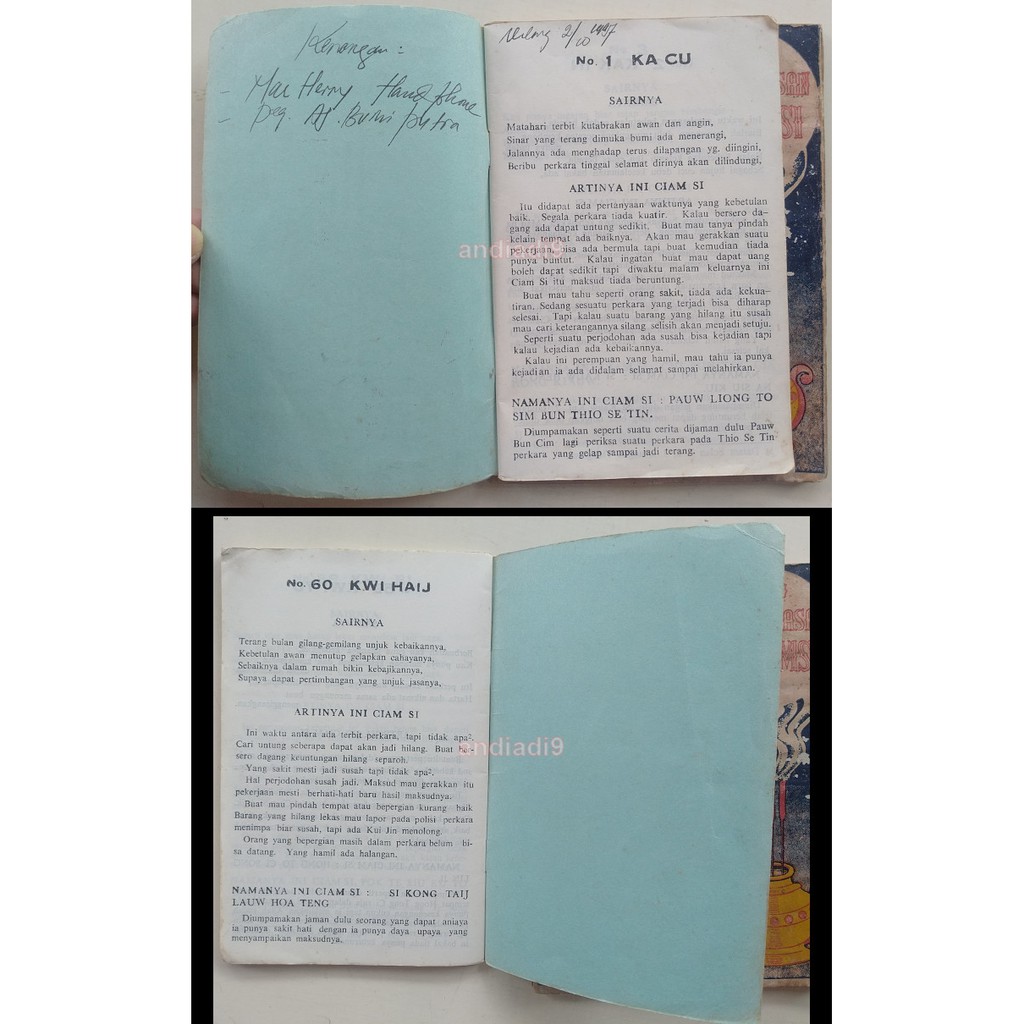 Kenangan :
- Mas Herry Handphone
- Peg. AJ. Bumi putra
2/10 1997
No. 1 KA CU
SAIRNYA
Matahari terbit kutabrakan awan dan angin,
Sinar yang terang dimuka bumi ada menerangi,
Jalannya ada menghadap terus dilapangan yg. diingini,
Beribu perkara tinggal selamat dirinya akan dilindungi,
ARTINYA INI CIAM SI
Itu didapat ada pertanyaan waktunya yang kebetulan
baik. Segala perkara tiada kuatir. Kalau bersero da-
gang ada dapat untung sedikit. Buat mau tanya pindah
kelain tempat ada baiknya. Akan mau gerakkan suatu
pekerjaan bisa ada bermula tapi buat kemudian tiada
punya buntut. Kalau ingatan buat mau dapat uang
boleh dapat sedikit tapi diwaktu malam keluarnya ini
Ciam Si itu maksud tiada beruntung.
Buat mau tahu seperti orang sakit, tiada ada kekua-
tiran. Sedang sesuatu perkara yang terjadi bisa diharap
selesai. Tapi kalau suatu barang yang hilang itu susah
mau cari keterangannya silang selisih akan menjadi setuju.
Seperti suatu perjodohan ada susah bisa kejadian tapi
kalau kejadian ada kebaikannya.
Kalau ini perempuan yang hamil, mau tahu ia punya
kejadian ia ada didalam selamat sampai melahirkan.
NAMANYA INI CIAM SI : PAUW LIONG TO
SIM BUN THIO SE TIN.
Diumpamakan seperti suatu cerita dijaman dulu Pauw
Bun Cim lagi periksa suatu perkara pada Thio Se Tin
perkara yang gelap sampai jadi terang.
andiadi9
No. 60 KWI HAIJ
SAIRNYA
Terang bulan gilang-gemilang unjuk kebaikannya,
Kebetulan awan menutup gelapkan cahayanya,
Sebaiknya dalam rumah bikin kebajikannya,
Supaya dapat pertimbangan yang unjuk jasanya,
ARTINYA INI CIAM SI
Ini waktu antara ada terbit perkara, tapi tidak apa².
Cari untung seberapa dapat akan jadi hilang. Buat ber-
sero dagang keuntungan hilang separoh.
Yang sakit mesti jadi susah tapi tidak apa².
Hal perjodohan susah jadi. Maksud mau gerakkan itu
pekerjaan mesti berhati-hati baru hasil maksudnya.
Buat mau pindah tempat atau bepergian kurang baik
Barang yang hilang lekas mau lapor pada polisi perkara
menimpa biar susah, tapi ada Kui Jin menolong.
Orang yang bepergian masih dalam perkara belum bi-
sa datang. Yang hamil ada halangan.
NAMANYA INI CIAM SI : SI KONG TAIJ
LAUW HOA TENG
Diumpamakan jaman dulu seorang yang dapat aniaya
ia punya sakit hati dengan ia punya daya upaya yang
menyampaikan maksudnya.
andiadi9